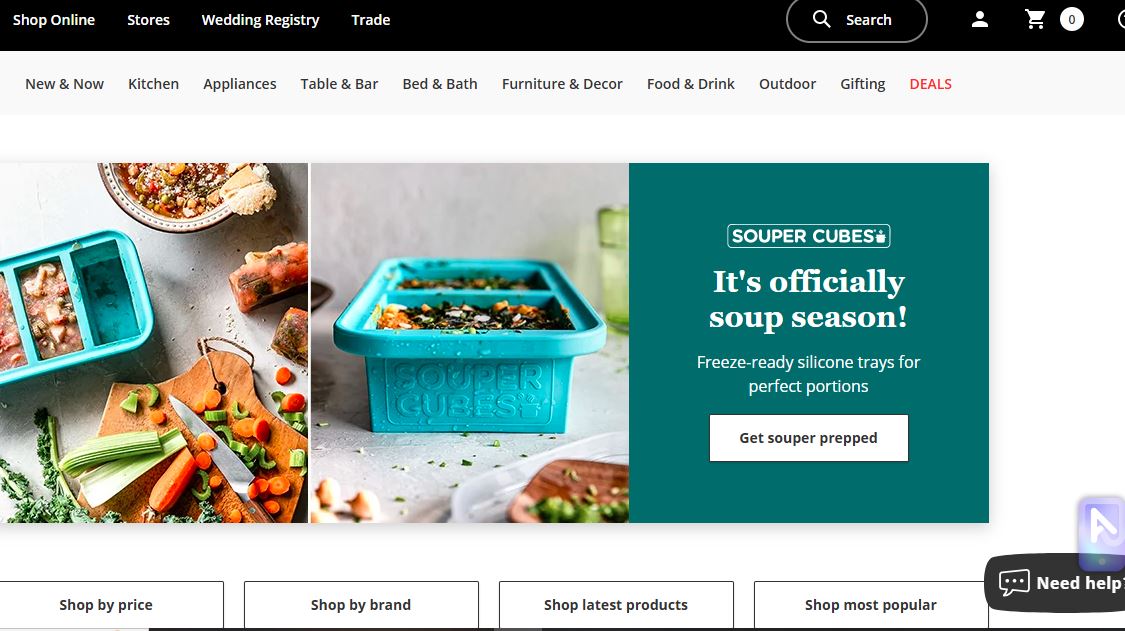 Shop Online Stores Wedding Registry Trade Search 0
New & Now Kitchen Appliances Table & Bar Bed & Bath Furniture & Decor Food & Drink Outdoor Gifting DEALS
SOUPER CUBES
It's officially
soup season!
Freeze-ready silicone trays for
perfect portions
Get souper prepped
SOUPER
CUBES
Need help?
Shop by price Shop by brand Shop latest products Shop most popular